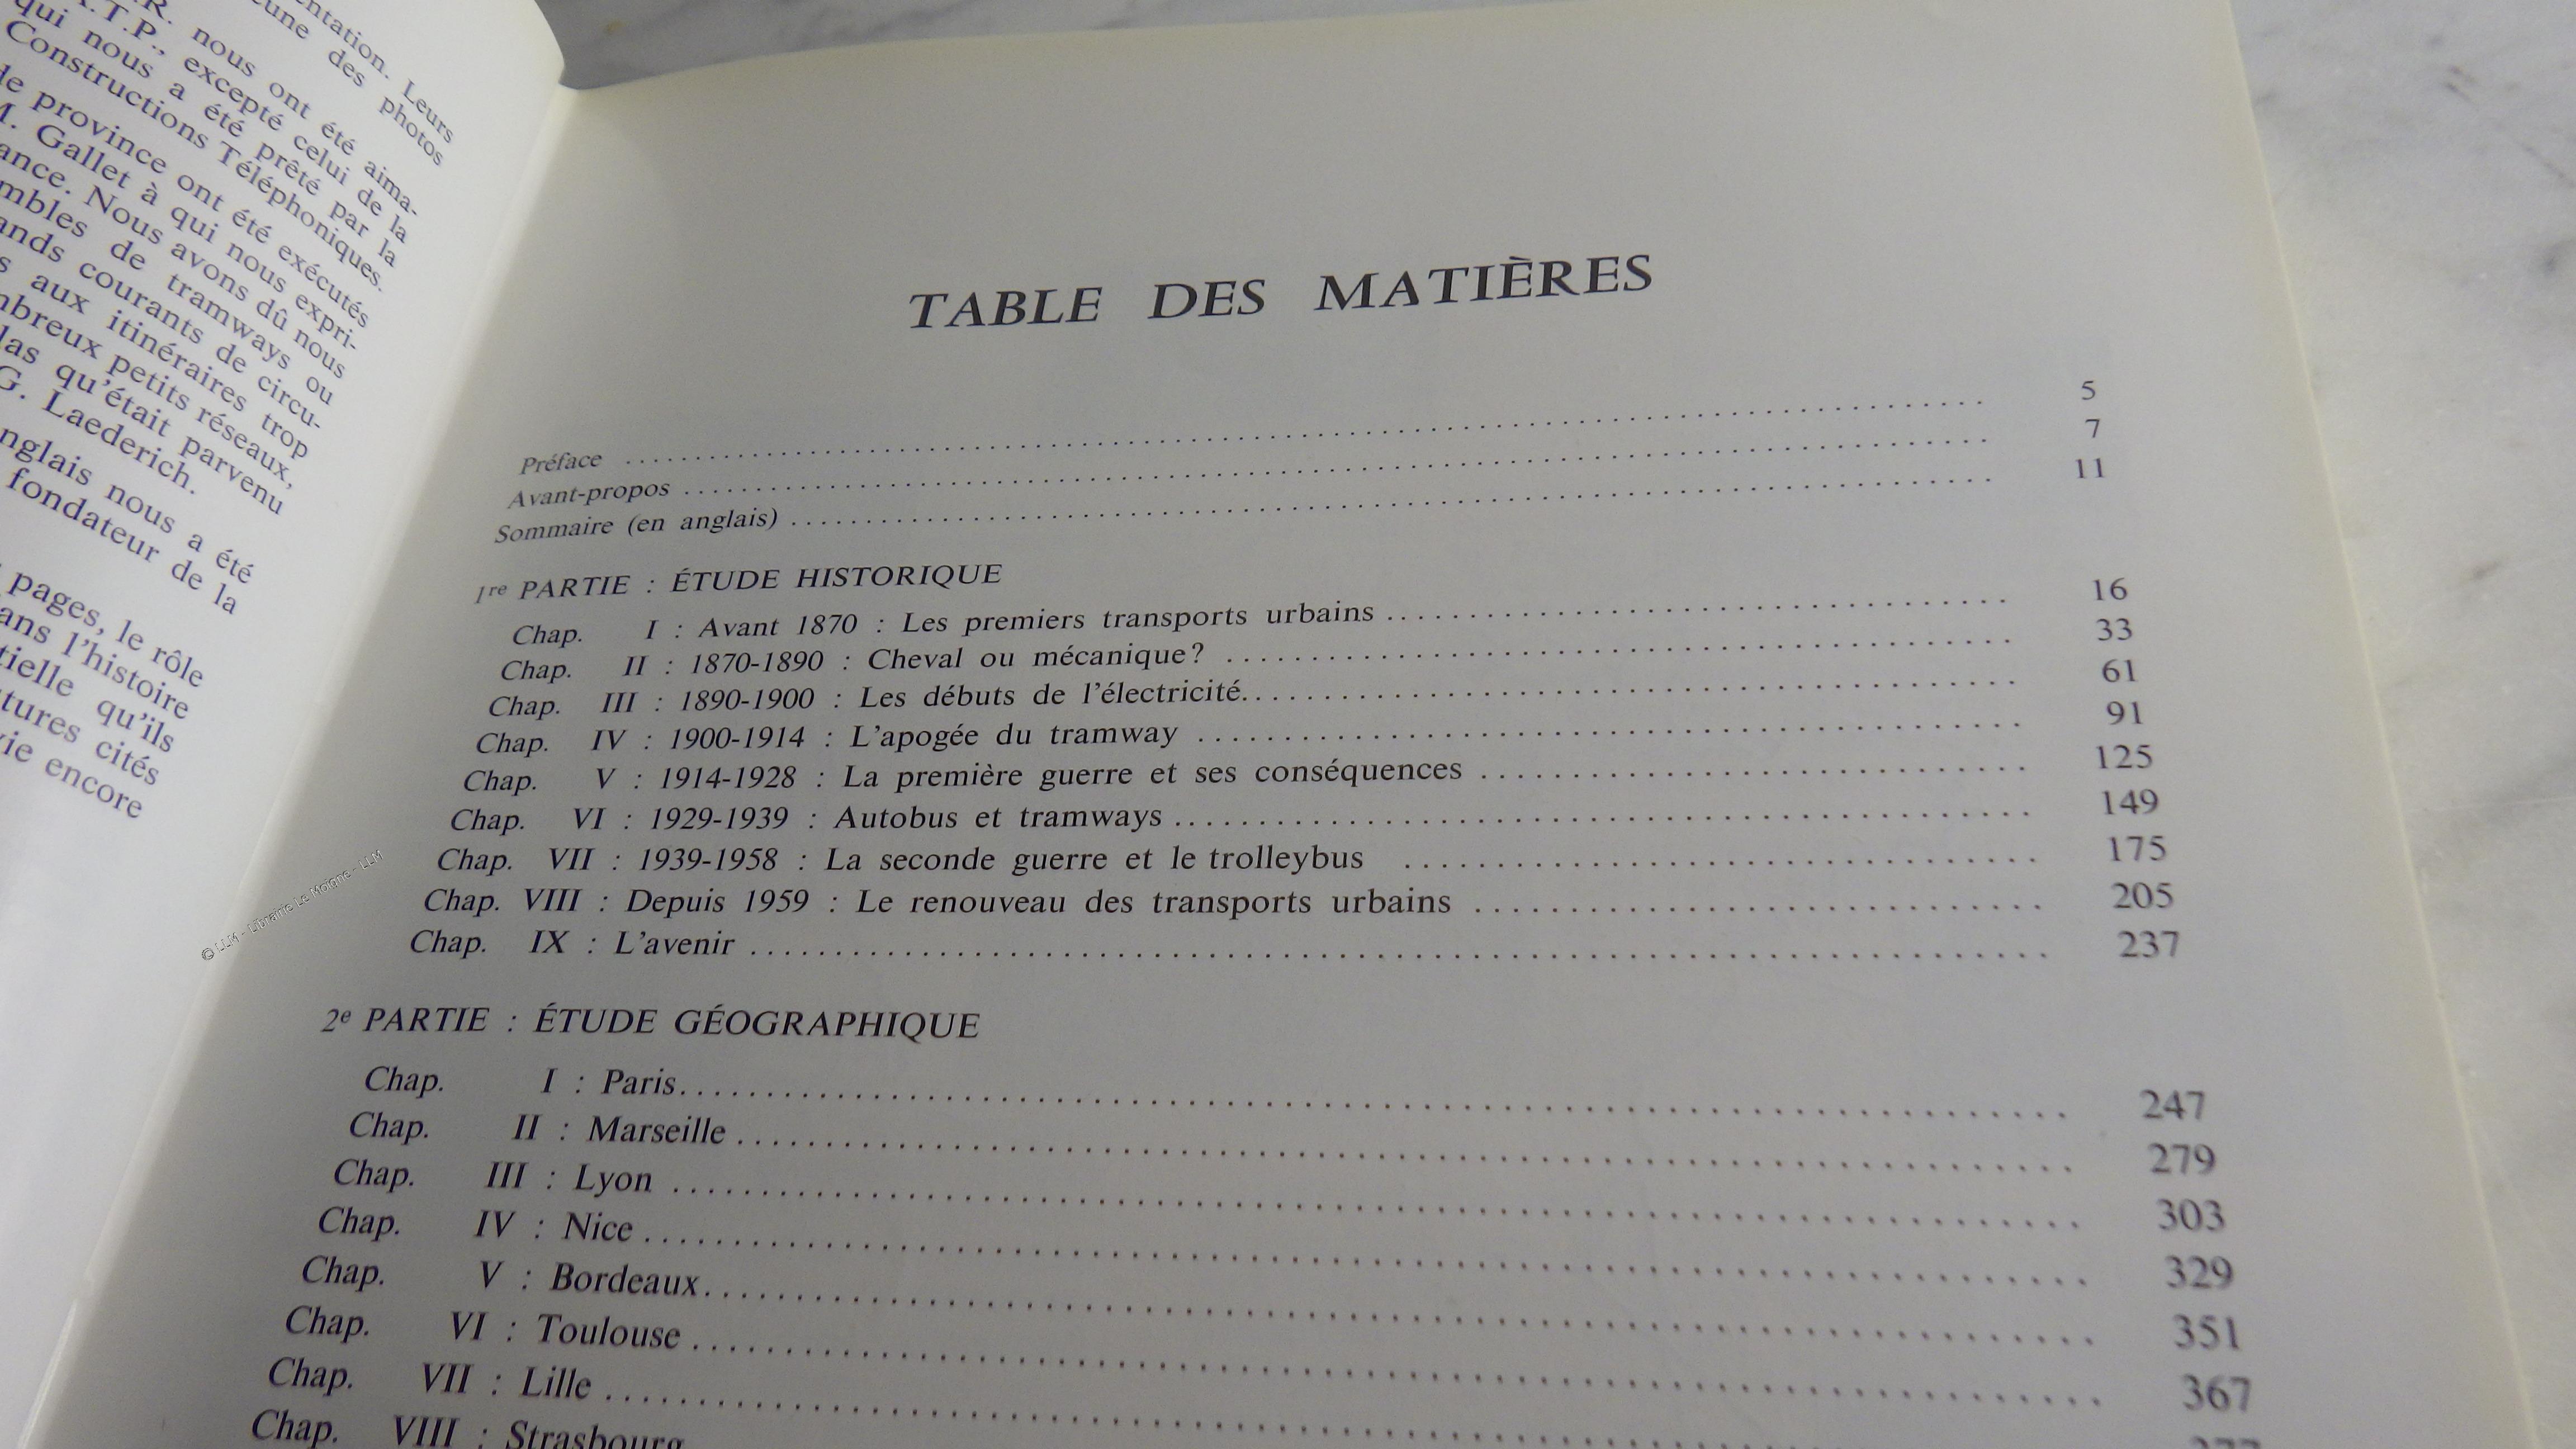 entation. Leurs
cune des photos
R. nous ont été aima-
.T.P., excepté celui de la
qui nous a été prêté par la
Constructions Téléphoniques.
de province ont été exécutés
M. Gallet à qui nous expri-
ance. Nous avons dû nous
mbles de tramways ou
ands courants de circu-
s aux itinéraires trop
mbreux petits réseaux,
las qu'était parvenu
G. Laederich.
nglais nous a été
fondateur de la
pages, le rôle
ans l'histoire
tielle qu'ils
tures cités
vie encore
© LLM - Librairie Le Moigne - LLM
TABLE DES MATIÈRES
Préface .......... 5
Avant-propos .......... 7
Sommaire (en anglais) .......... 11
1re PARTIE : ÉTUDE HISTORIQUE
Chap. I : Avant 1870 : Les premiers transports urbains .......... 16
Chap. II : 1870-1890 : Cheval ou mécanique? .......... 33
Chap. III : 1890-1900 : Les débuts de l'électricité .......... 61
Chap. IV : 1900-1914 : L'apogée du tramway .......... 91
Chap. V : 1914-1928 : La première guerre et ses conséquences .......... 125
Chap. VI : 1929-1939 : Autobus et tramways .......... 149
Chap. VII : 1939-1958 : La seconde guerre et le trolleybus .......... 175
Chap. VIII : Depuis 1959 : Le renouveau des transports urbains .......... 205
Chap. IX : L'avenir .......... 237
2e PARTIE : ÉTUDE GÉOGRAPHIQUE
Chap. I : Paris .......... 247
Chap. II : Marseille .......... 279
Chap. III : Lyon .......... 303
Chap. IV : Nice .......... 329
Chap. V : Bordeaux .......... 351
Chap. VI : Toulouse .......... 367
Chap. VII : Lille ..........
Chap. VIII : Strasbourg